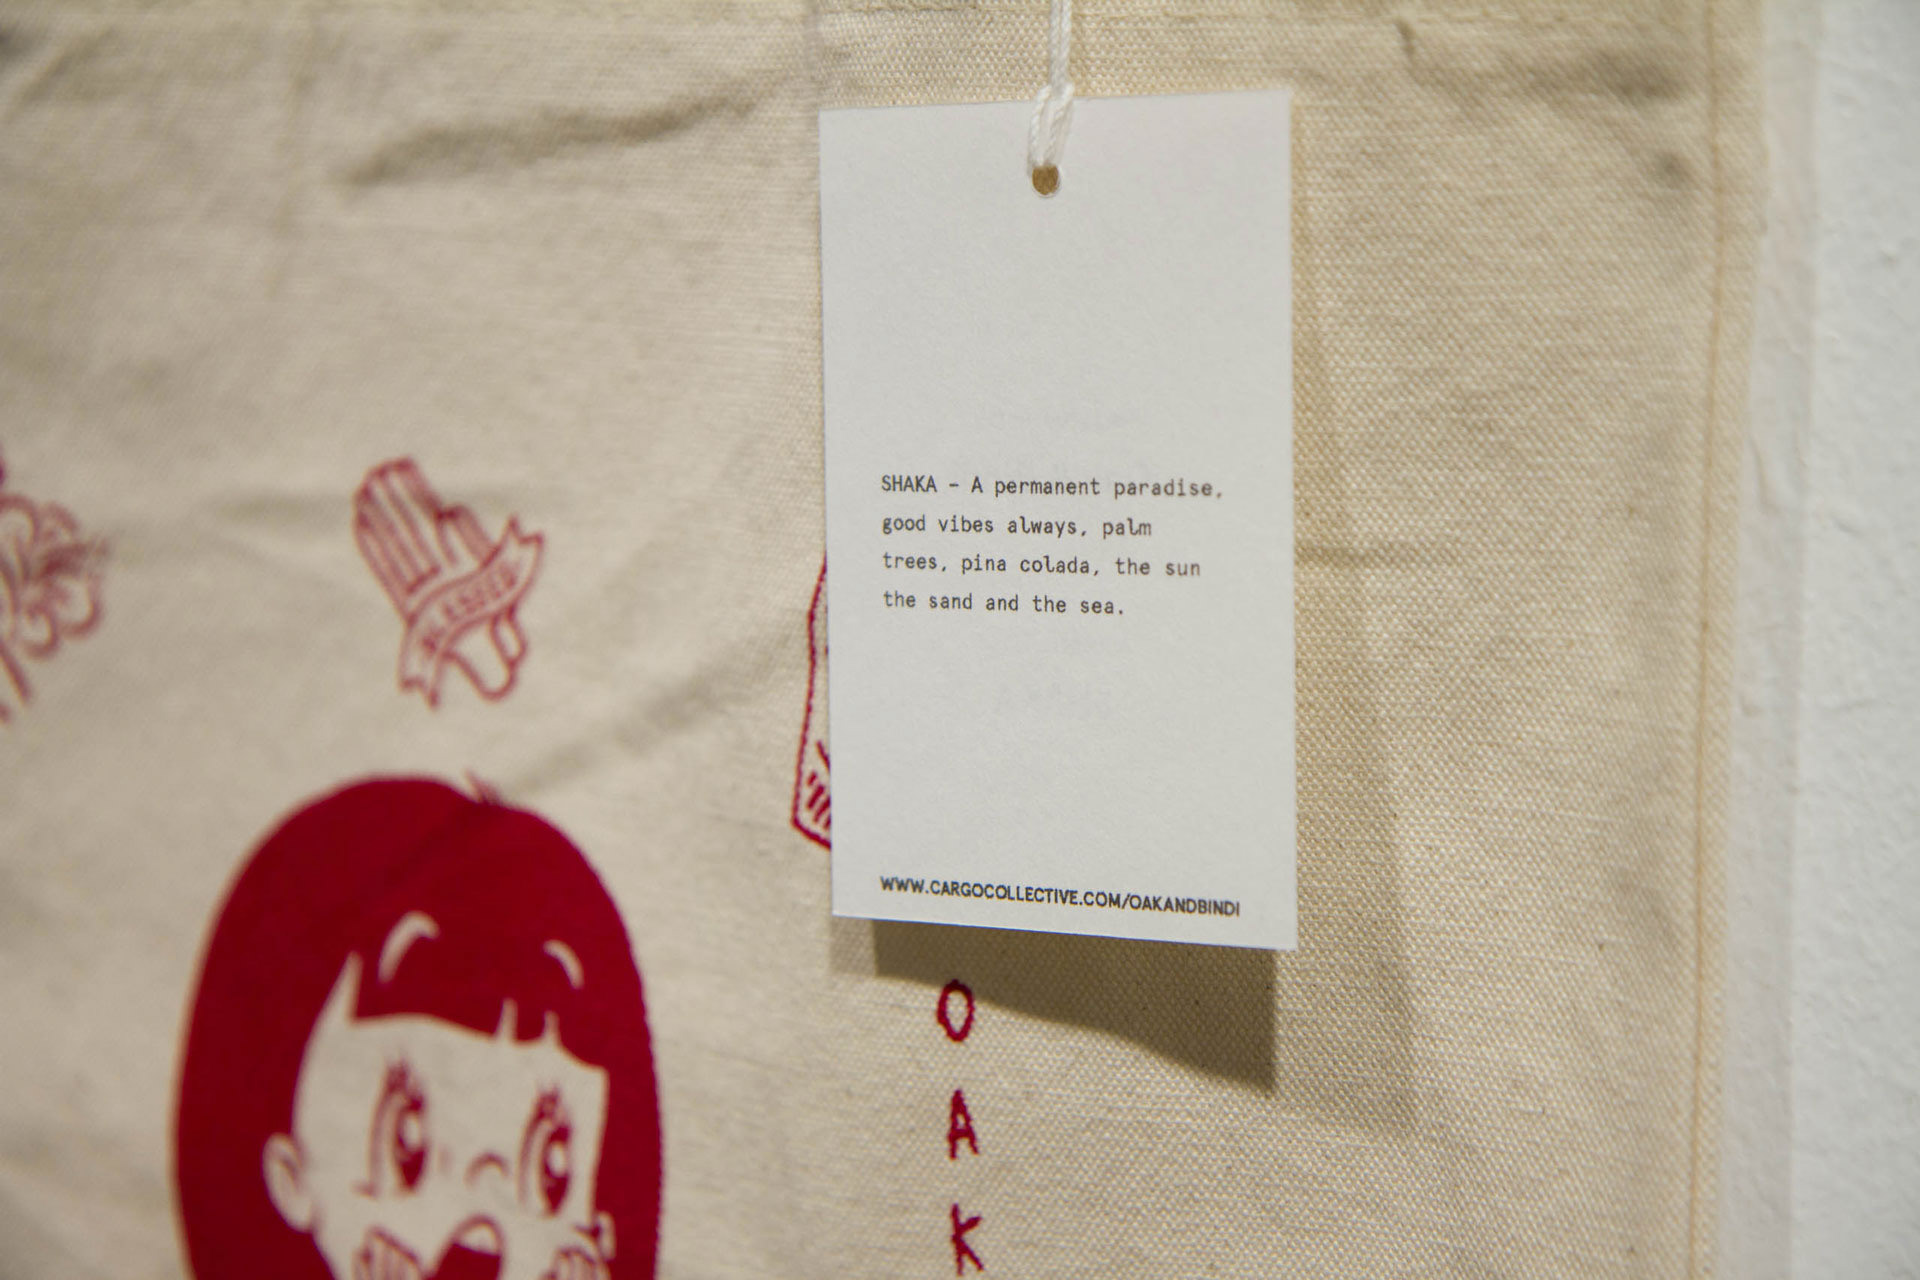 SHAKA – A permanent paradise,
good vibes always, palm
trees, pina colada, the sun
the sand and the sea.
WWW.CARGOCOLLECTIVE.COM/OAKANDBINDI
O
A
K